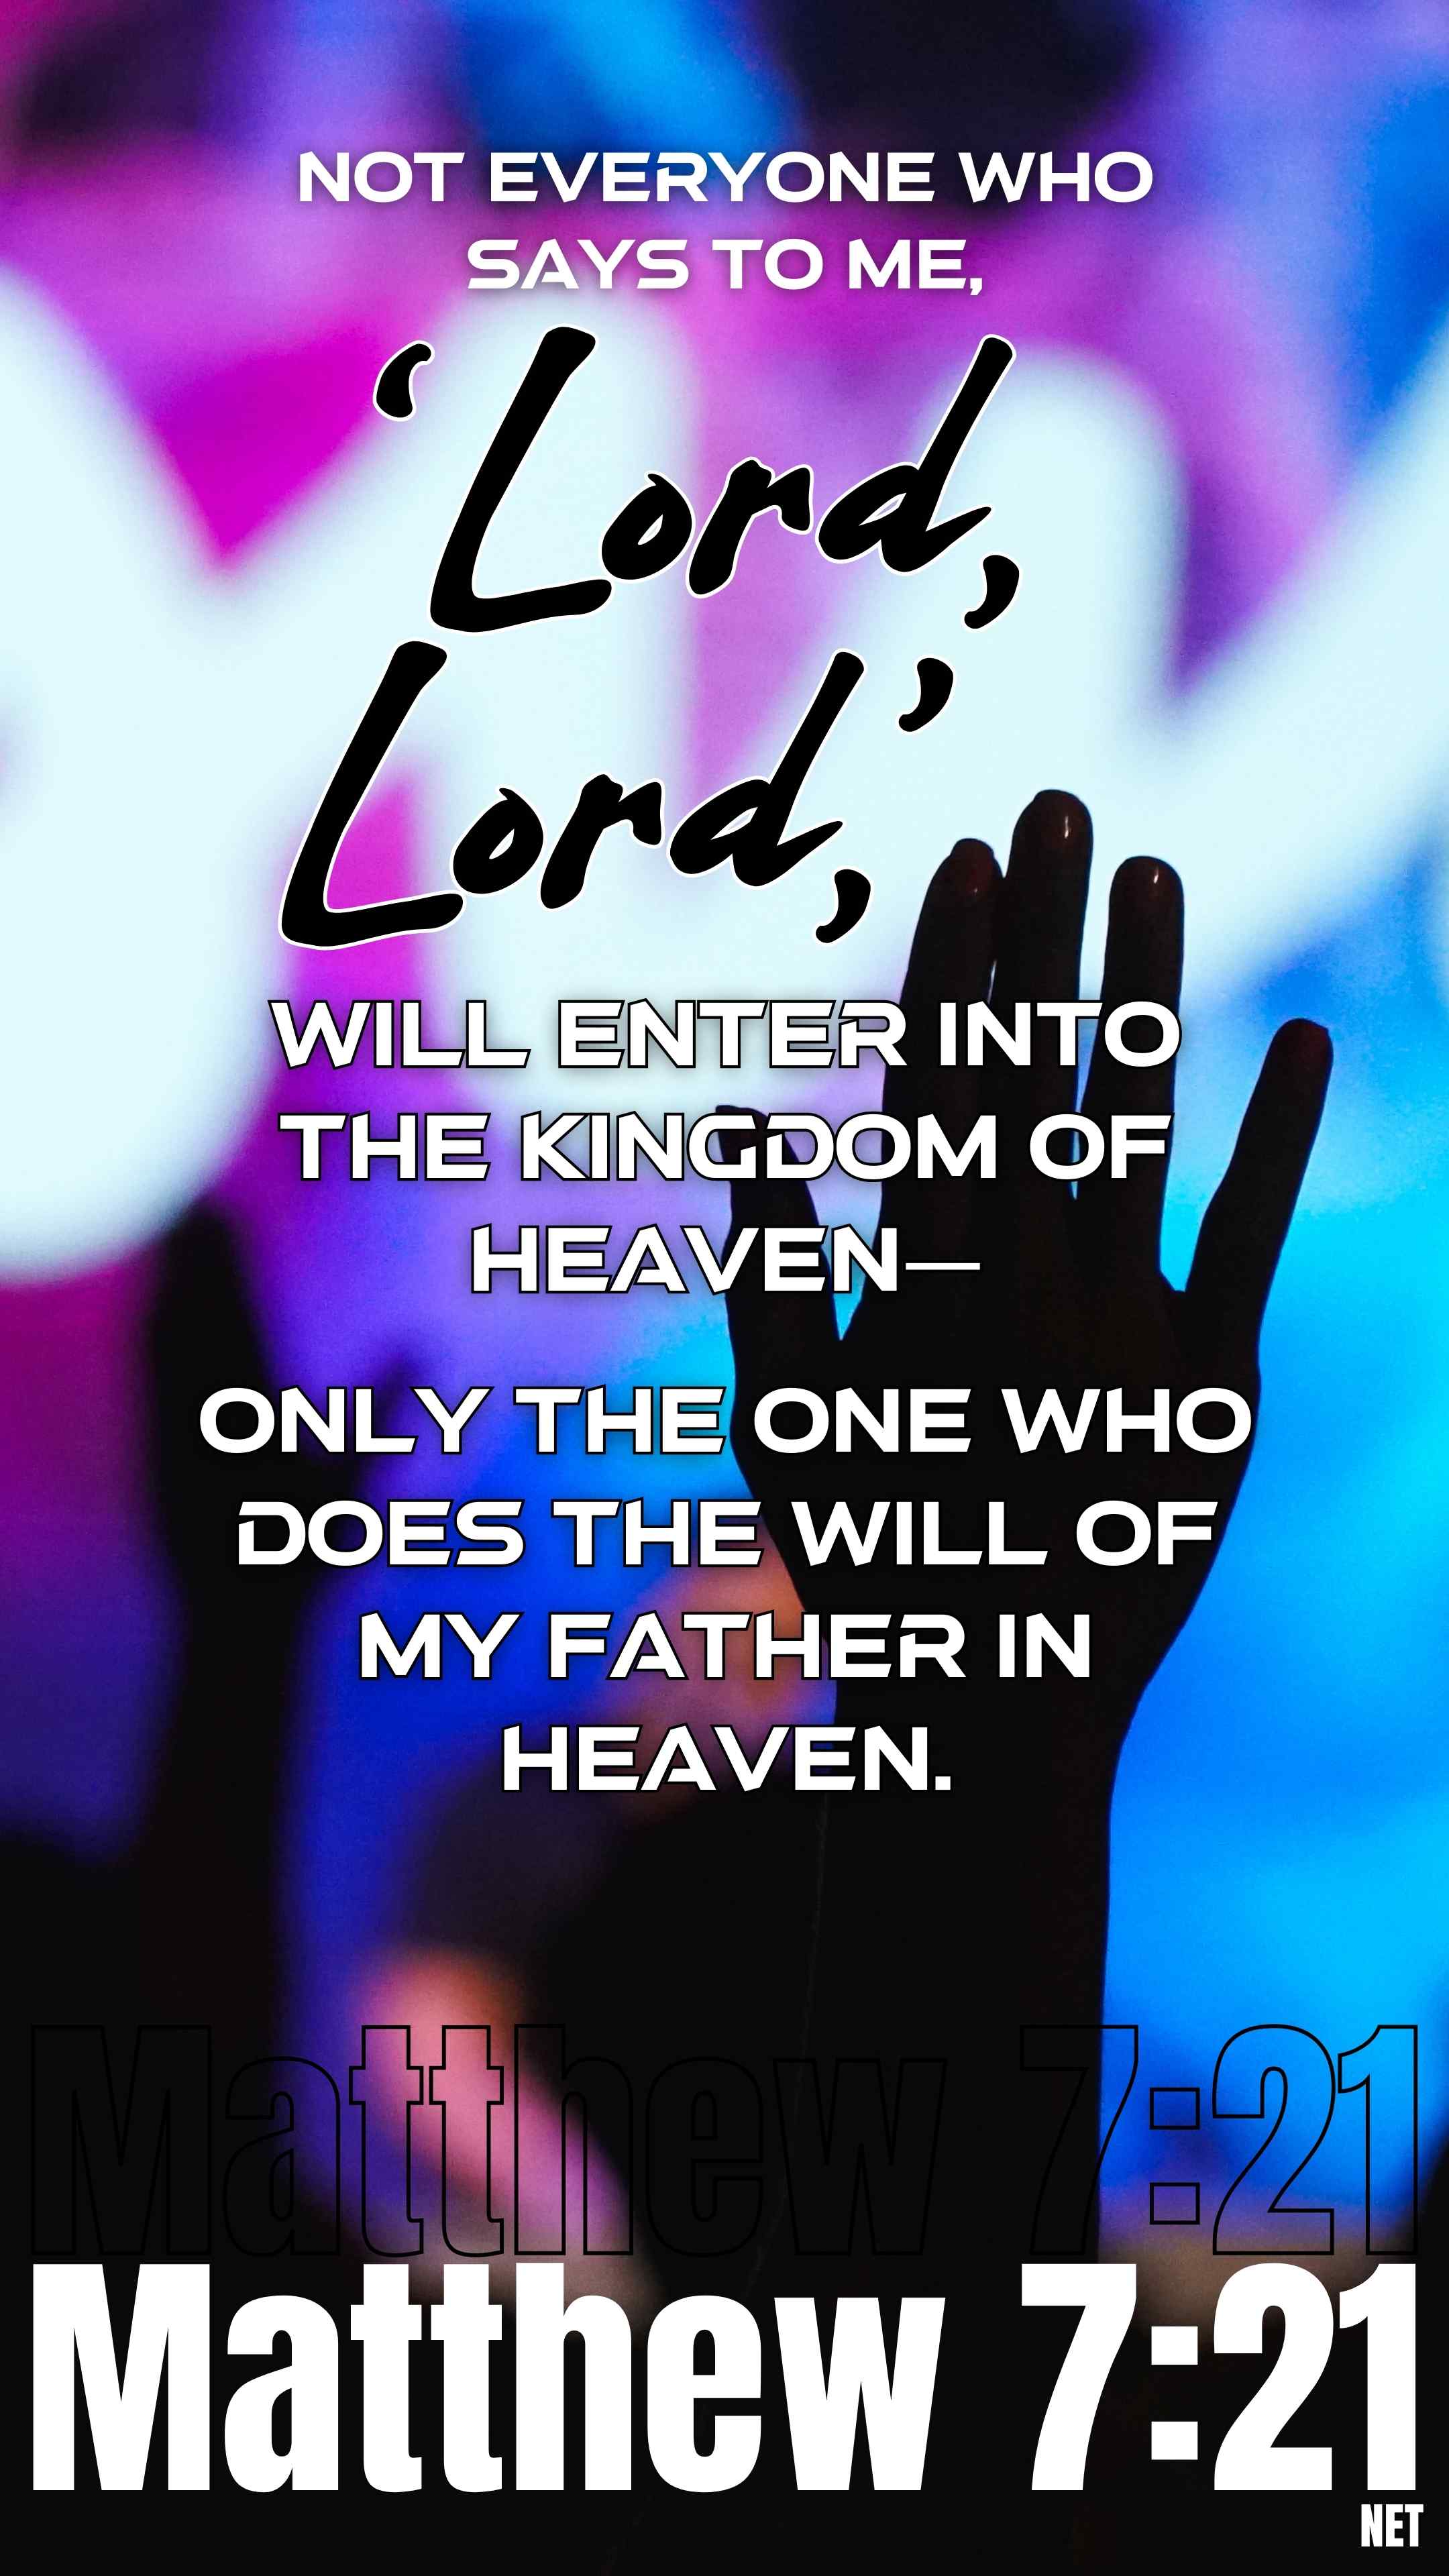 NOT EVERYONE WHO
SAYS TO ME,
‘Lord,
Lord,’
WILL ENTER INTO
THE KINGDOM OF
HEAVEN—
ONLY THE ONE WHO
DOES THE WILL OF
MY FATHER IN
HEAVEN.
Matthew 7:21
Matthew 7:21
NET